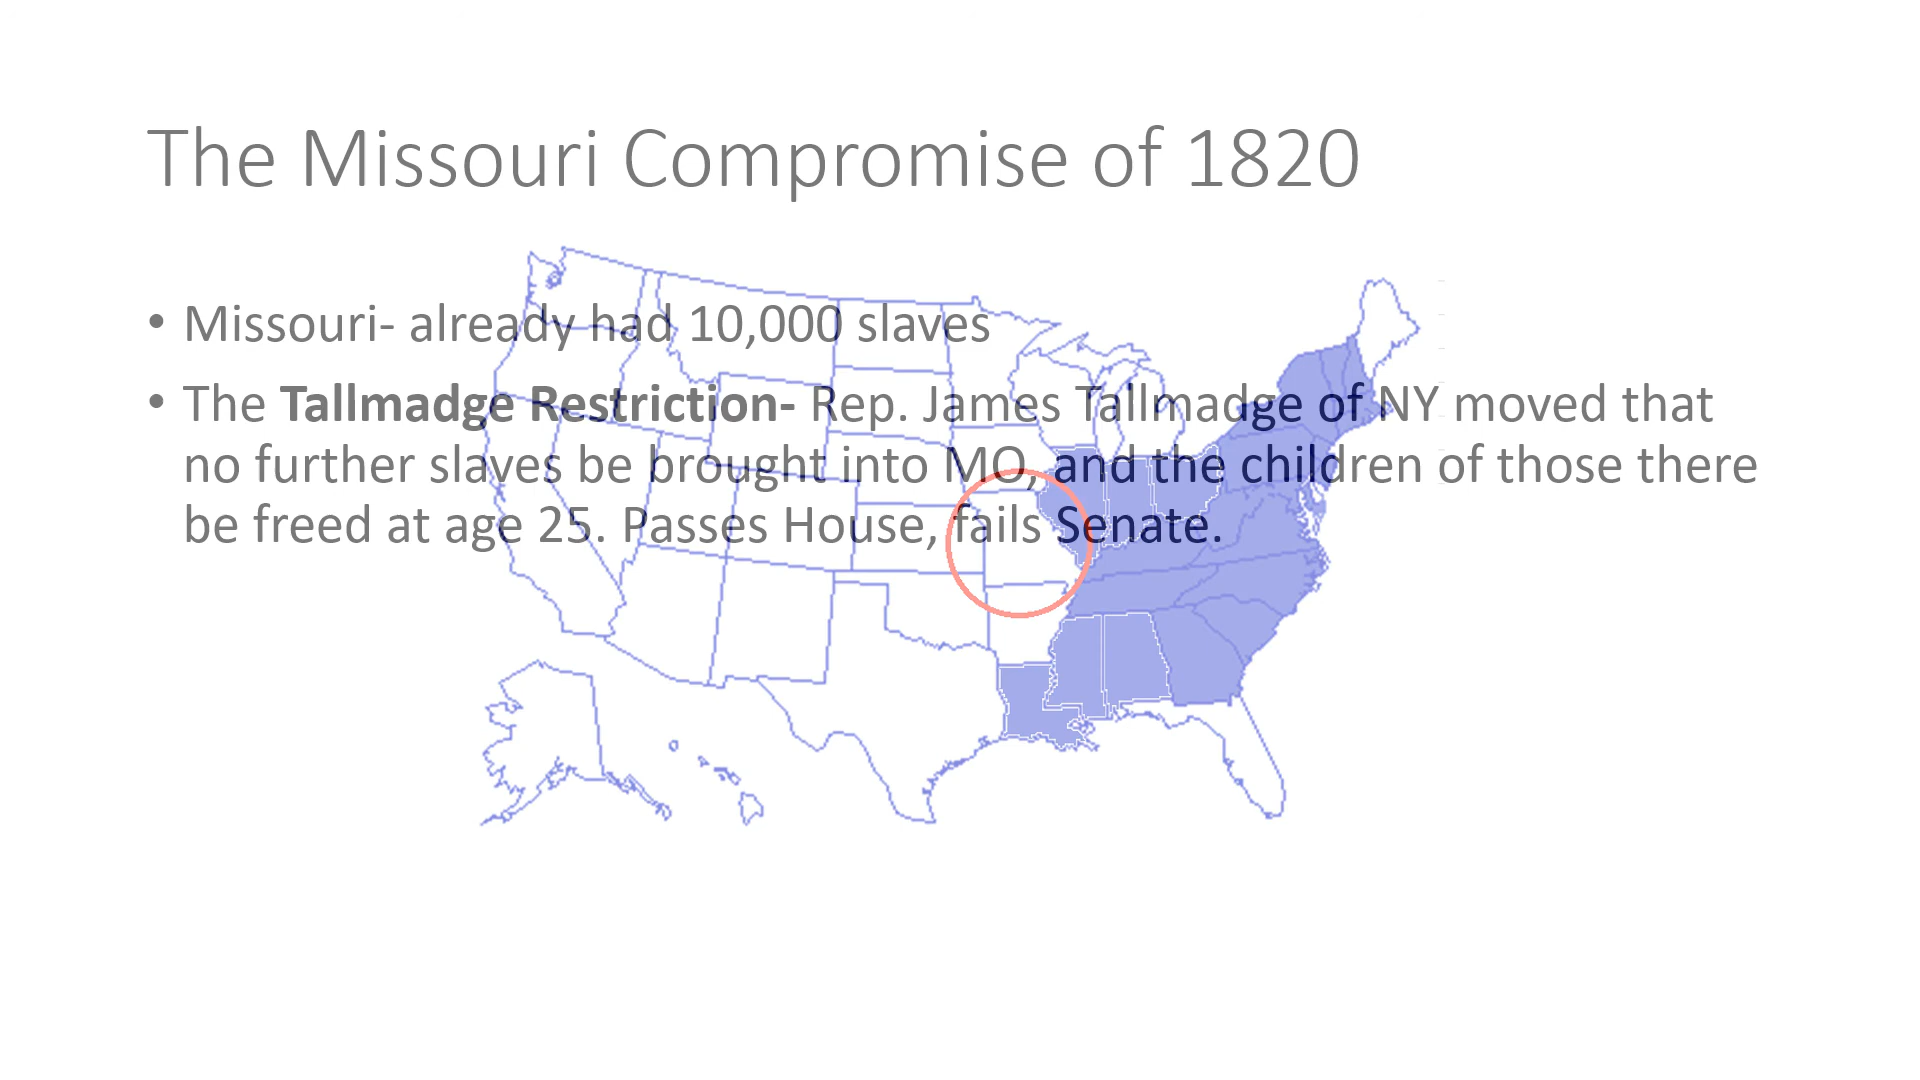 The Missouri Compromise of 1820
• Missouri- already had 10,000 slaves
• The Tallmadge Restriction- Rep. James Tallmadge of NY moved that
no further slaves be brought into MO, and the children of those there
be freed at age 25. Passes House, fails Senate.